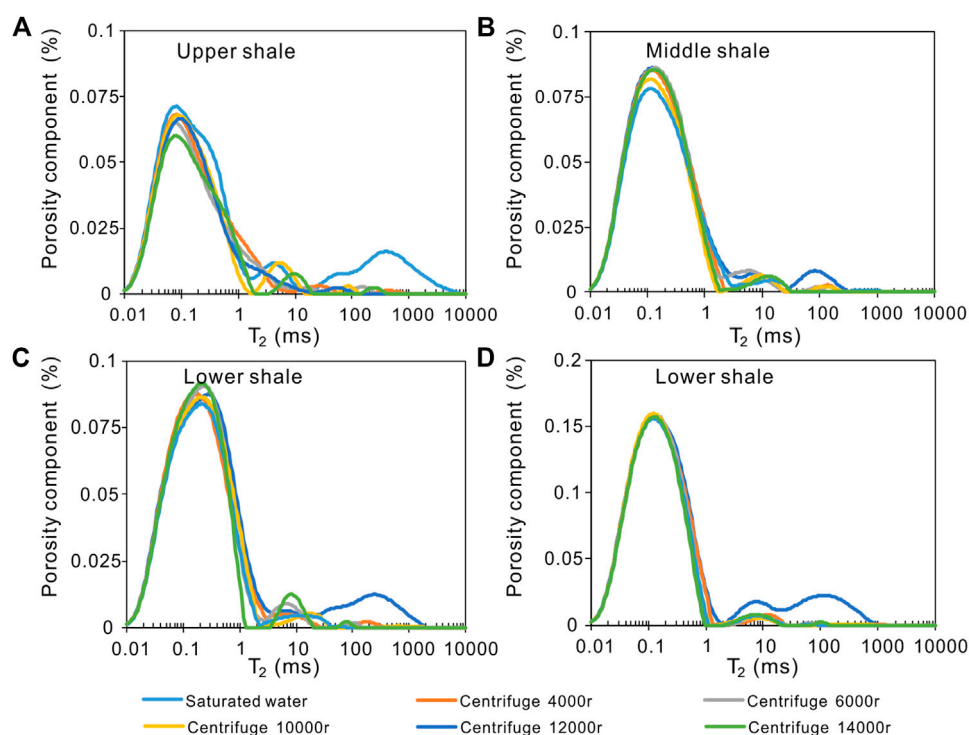 A
Upper shale
Porosity component (%)
0.1
0.075
0.05
0.025
0
0.01 0.1 1 10 100 1000 10000
T₂ (ms)
B
Middle shale
Porosity component (%)
0.1
0.075
0.05
0.025
0
0.01 0.1 1 10 100 1000 10000
T₂ (ms)
C
Lower shale
Porosity component (%)
0.1
0.075
0.05
0.025
0
0.01 0.1 1 10 100 1000 10000
T₂ (ms)
D
Lower shale
Porosity component (%)
0.2
0.15
0.1
0.05
0
0.01 0.1 1 10 100 1000 10000
T₂ (ms)
Saturated water Centrifuge 4000r Centrifuge 6000r
Centrifuge 10000r Centrifuge 12000r Centrifuge 14000r